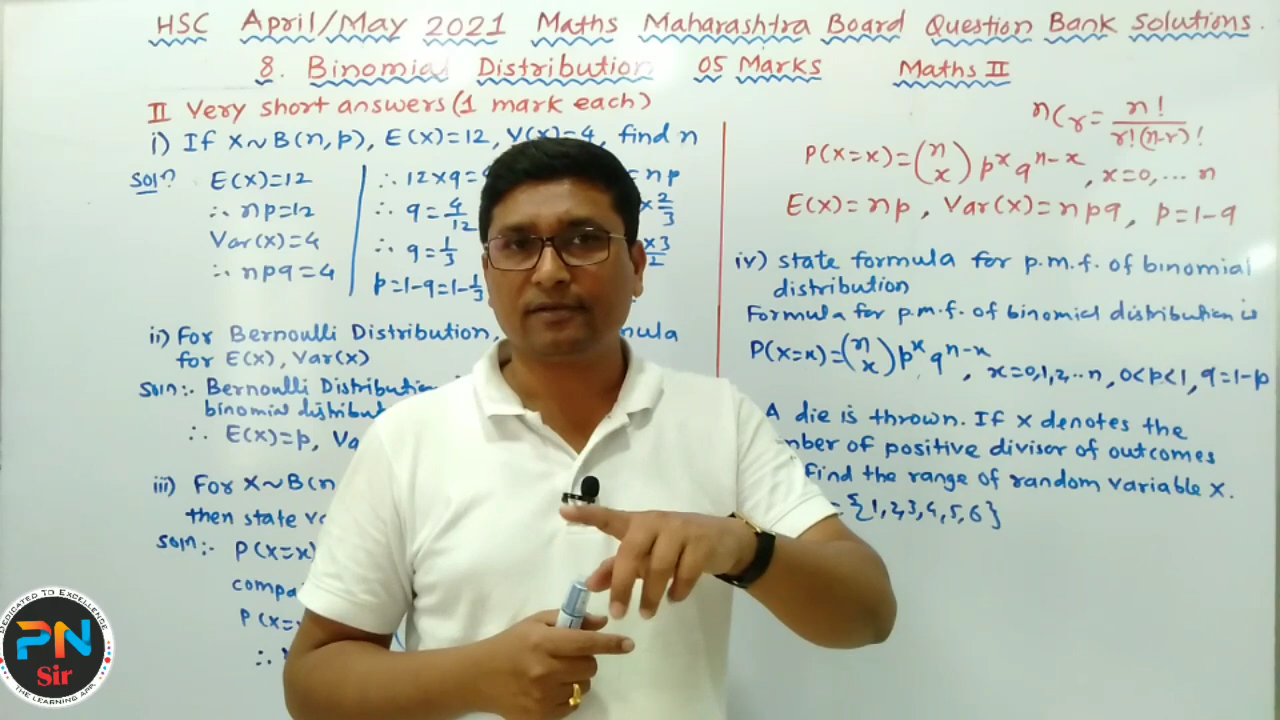 HSC April/May 2021 Maths Maharashtra Board Question Bank Solutions.
8. Binomial Distribution 05 Marks Maths II
II Very short answers (1 mark each)
i) If X~B(n,p), E(X)=12, V(X)=4, find n
Soln: E(X)=12
∴ np=12
Var(X)=4
∴ npq=4
∴ 12×q=
∴ q=4/12
∴ q=1/3
p=1-q=1-1/3
=np
×2/3
×3/2
ii) For Bernoulli Distribution,
for E(X), Var(X)
Soln:- Bernoulli Distribution
binomial
∴ E(X)=p,
iii) For X~B(n
then state
Soln:- P(X=x)
∴
nCr = n!/r!(n-r)!
P(X=x)=(n x) p^x q^n-x, x=0,... n
E(X)=np, Var(X)=npq, p=1-q
iv) State formula for p.m.f. of binomial
distribution
Formula for p.m.f. of binomial distribution is
P(X=x)=(n x) p^x q^n-x, x=0,1,2,..n, 0<p<1, q=1-p
A die is thrown. If X denotes the
of positive divisor of outcomes
Find the range of random variable X.
={1,2,3,4,5,6}
DEDICATED TO EXCELLENCE
PN
Sir
THE LEARNING APP